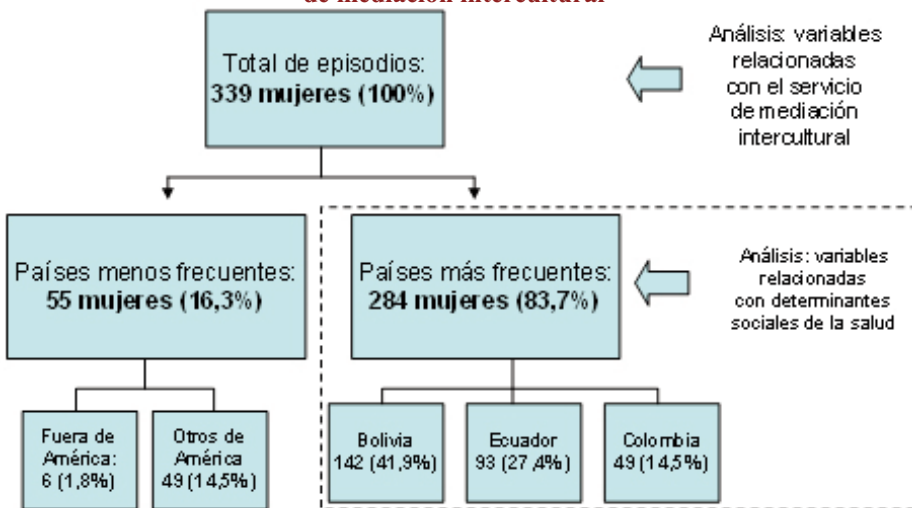 de mediación intercultural
Total de episodios:
339 mujeres (100%)
Análisis: variables
relacionadas
con el servicio
de mediación
intercultural
Países menos frecuentes:
55 mujeres (16,3%)
Países más frecuentes:
284 mujeres (83,7%)
Análisis: variables
relacionadas
con determinantes
sociales de la salud
Fuera de
América:
6 (1,8%)
Otros de
América
49 (14,5%)
Bolivia
142 (41,9%)
Ecuador
93 (27,4%)
Colombia
49 (14,5%)